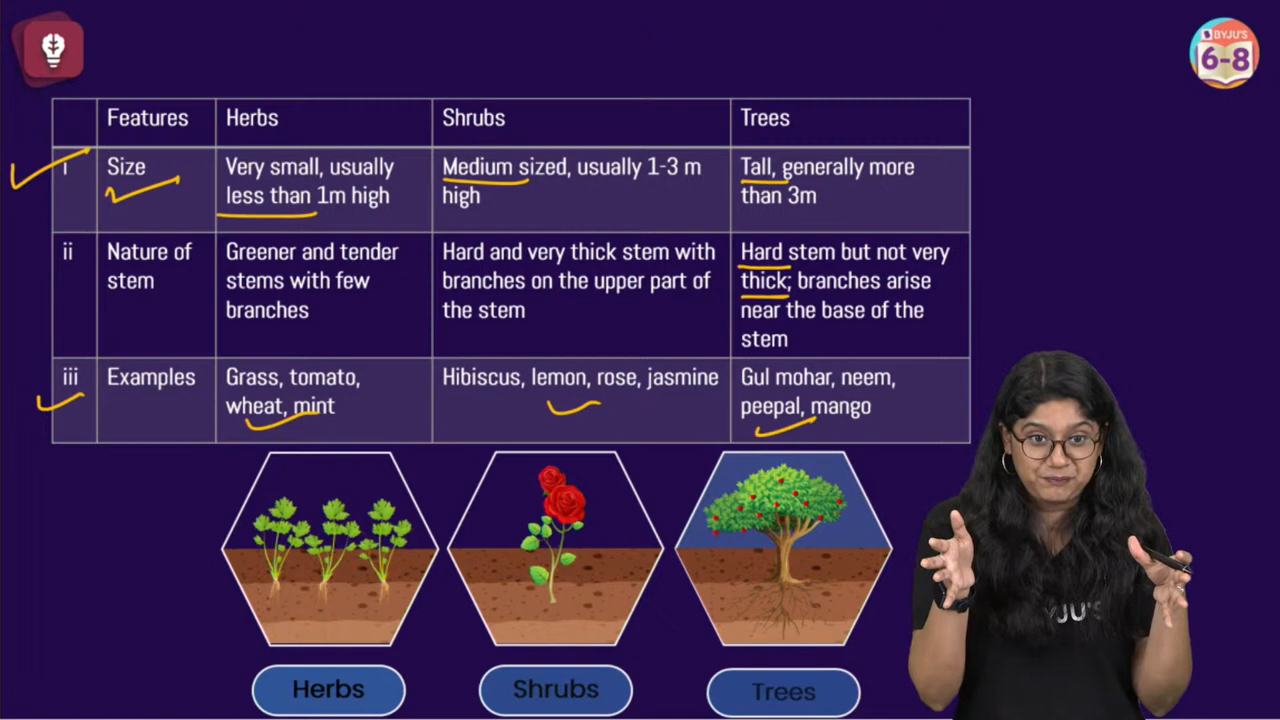 BYJU'S
6-8
Features Herbs Shrubs Trees
i Size Very small, usually Medium sized, usually 1-3 m Tall, generally more
less than 1m high high than 3m
ii Nature of Greener and tender Hard and very thick stem with Hard stem but not very
stem stems with few branches on the upper part of thick; branches arise
branches the stem near the base of the
stem
iii Examples Grass, tomato, Hibiscus, lemon, rose, jasmine Gul mohar, neem,
wheat, mint peepal, mango
BYJU'S
Herbs Shrubs Trees